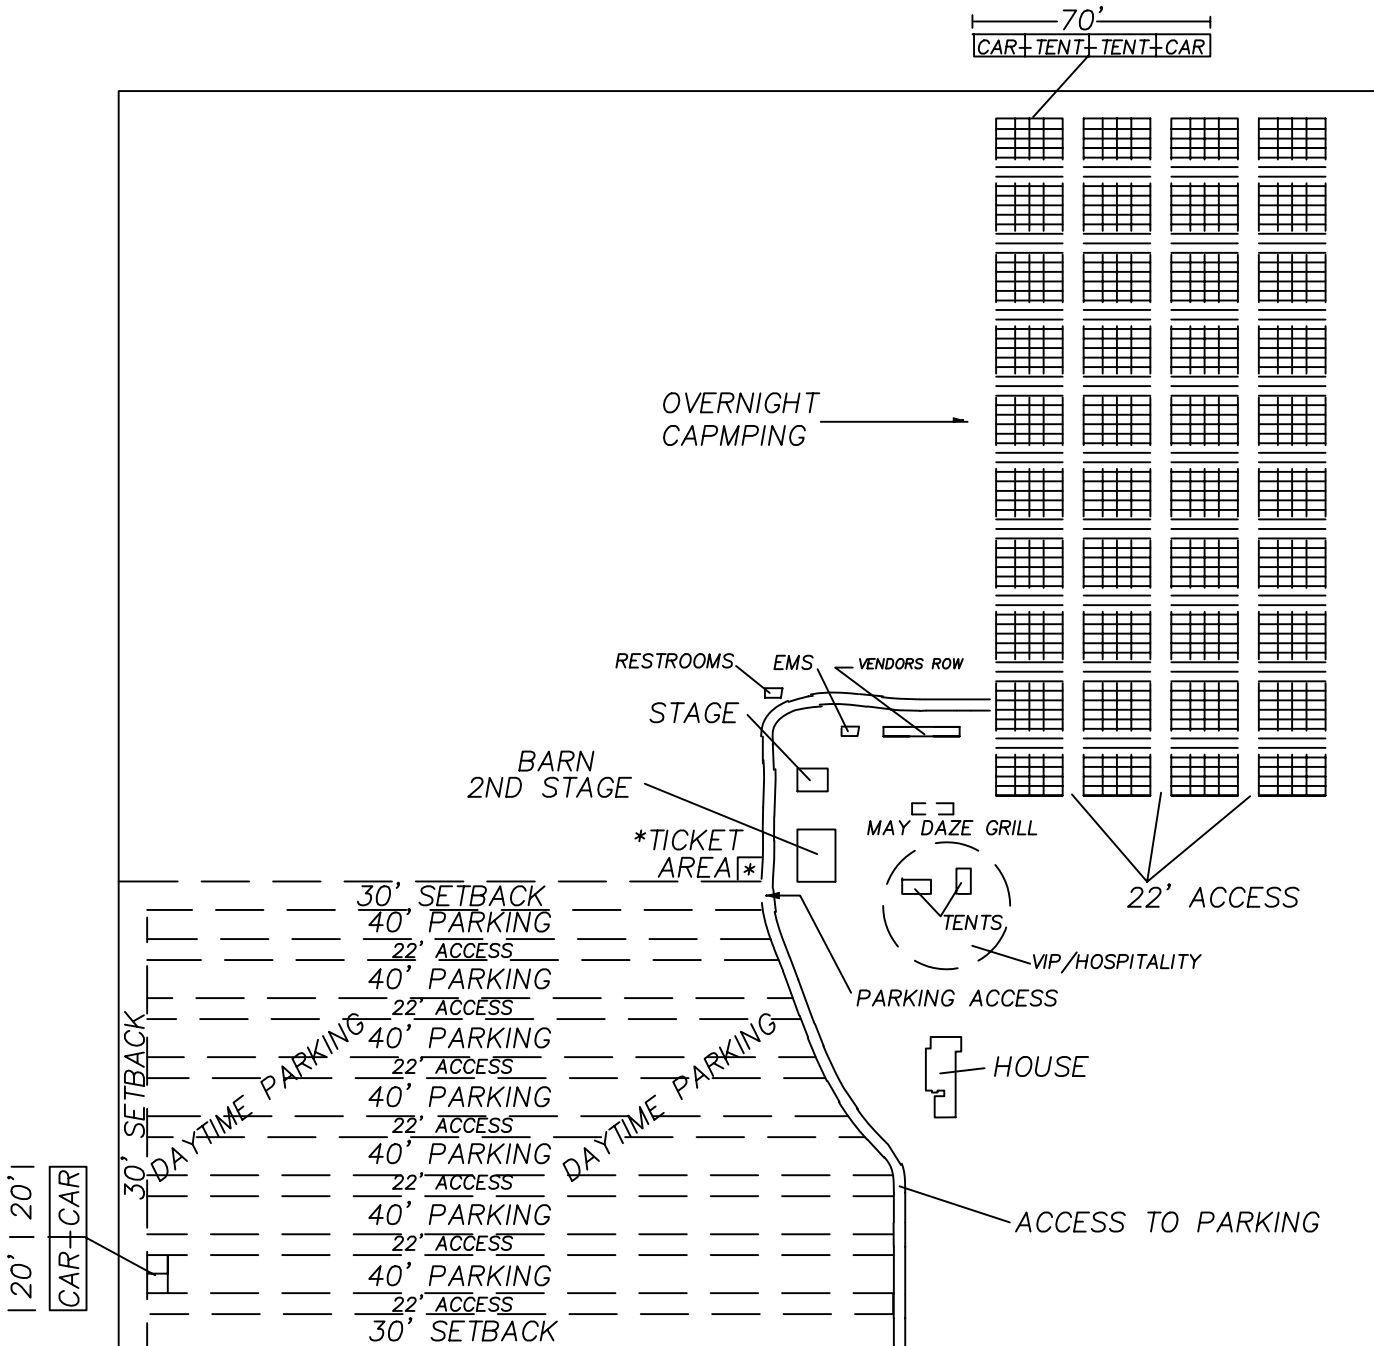 70'
CAR TENT TENT CAR
OVERNIGHT
CAPMPING
RESTROOMS
EMS
VENDORS ROW
STAGE
BARN
2ND STAGE
MAY DAZE GRILL
*TICKET
AREA *
22' ACCESS
30' SETBACK
40' PARKING
TENTS
22' ACCESS
VIP/HOSPITALITY
40' PARKING
PARKING ACCESS
22' ACCESS
40' PARKING
22' ACCESS
HOUSE
40' PARKING
22' ACCESS
40' PARKING
22' ACCESS
40' PARKING
ACCESS TO PARKING
22' ACCESS
40' PARKING
22' ACCESS
30' SETBACK
30' SETBACK
DAYTIME PARKING
DAYTIME PARKING
20' 20'
CAR CAR